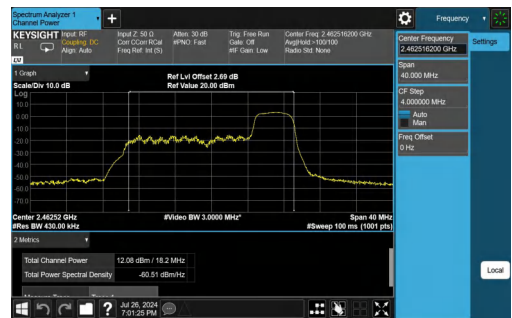 Spectrum Analyzer 1
Channel Power
+
Frequency
KEYSIGHT
RL
Input: RF
Coupling: DC
Align: Auto
Input Z: 50 Ω
Corr CCorr RCal
Freq Ref: Int (S)
Atten: 30 dB
#PNO: Fast
Trig: Free Run
Gate: Off
#IF Gain: Low
Center Freq: 2.462516200 GHz
Avg|Hold:>100/100
Radio Std: None
LV
Center Frequency
2.462516200 GHz
Settings
Span
40.000 MHz
CF Step
4.000000 MHz
Auto
Man
Freq Offset
0 Hz
1 Graph
Scale/Div 10.0 dB
Ref Lvl Offset 2.69 dB
Ref Value 20.00 dBm
Log
10.0
0.00
-10.0
-20.0
-30.0
-40.0
-50.0
-60.0
-70.0
Center 2.46252 GHz
#Res BW 430.00 kHz
#Video BW 3.0000 MHz*
Span 40 MHz
#Sweep 100 ms (1001 pts)
2 Metrics
Total Channel Power 12.08 dBm / 18.2 MHz
Total Power Spectral Density -60.51 dBm/Hz
Local
?
Jul 26, 2024
7:01:25 PM